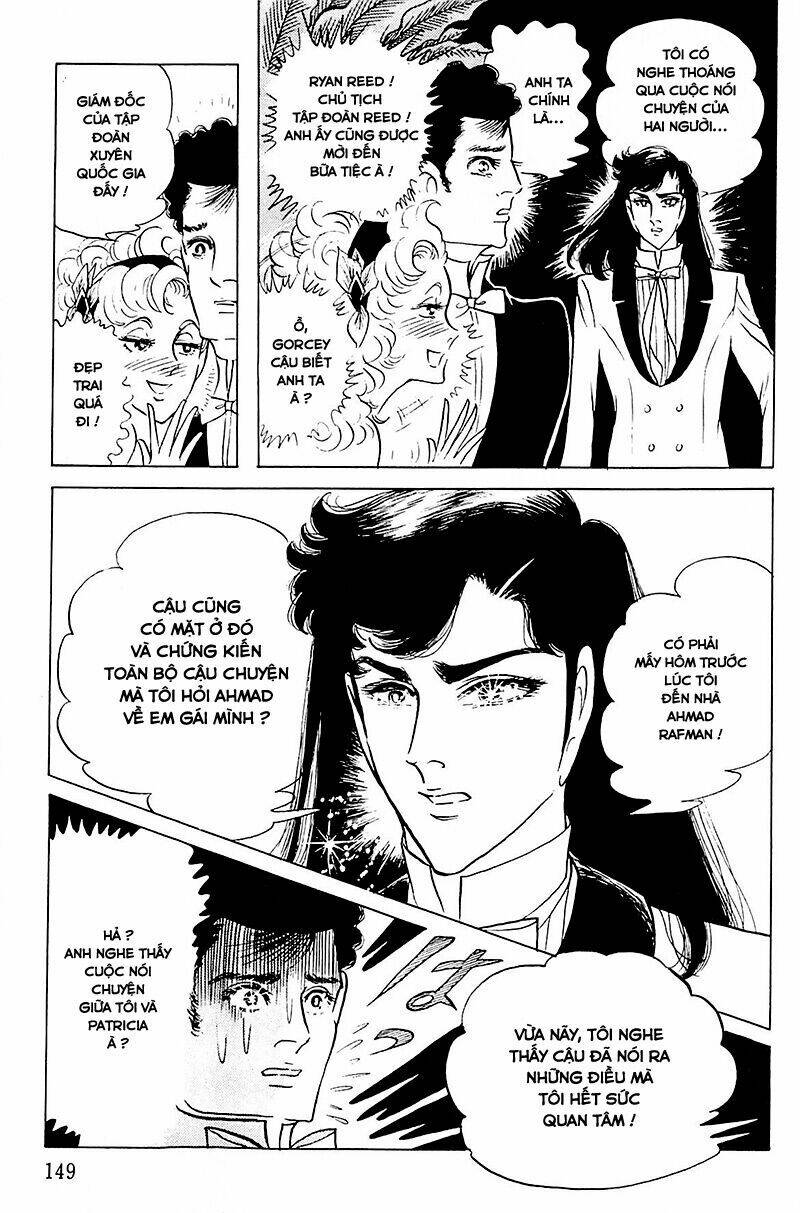 TÔI CÓ
NGHE THOÁNG
QUA CUỘC NÓI
CHUYỆN CỦA
HAI NGƯỜI...
ANH TA
CHÍNH
LÀ...
RYAN REED !
CHỦ TỊCH
TẬP ĐOÀN REED !
ANH ẤY CŨNG ĐƯỢC
MỜI ĐẾN
BỮA TIỆC À !
Ồ,
GORCEY
CẬU BIẾT
ANH TA
À ?
GIÁM ĐỐC
CỦA TẬP
ĐOÀN
XUYÊN
QUỐC GIA
ĐẤY !
ĐẸP
TRAI
QUÁ
ĐI !
CÓ PHẢI
MẤY HÔM TRƯỚC
LÚC TÔI
ĐẾN NHÀ
AHMAD
RAFMAN !
CẬU CŨNG
CÓ MẶT Ở ĐÓ
VÀ CHỨNG KIẾN
TOÀN BỘ CÂU CHUYỆN
MÀ TÔI HỎI AHMAD
VỀ EM GÁI MÌNH ?
VỪA NÃY, TÔI NGHE
THẤY CẬU ĐÃ NÓI RA
NHỮNG ĐIỀU MÀ
TÔI HẾT SỨC
QUAN TÂM !
はっ
HẢ ?
ANH NGHE THẤY
CUỘC NÓI
CHUYỆN
GIỮA TÔI VÀ
PATRICIA
À ?
149